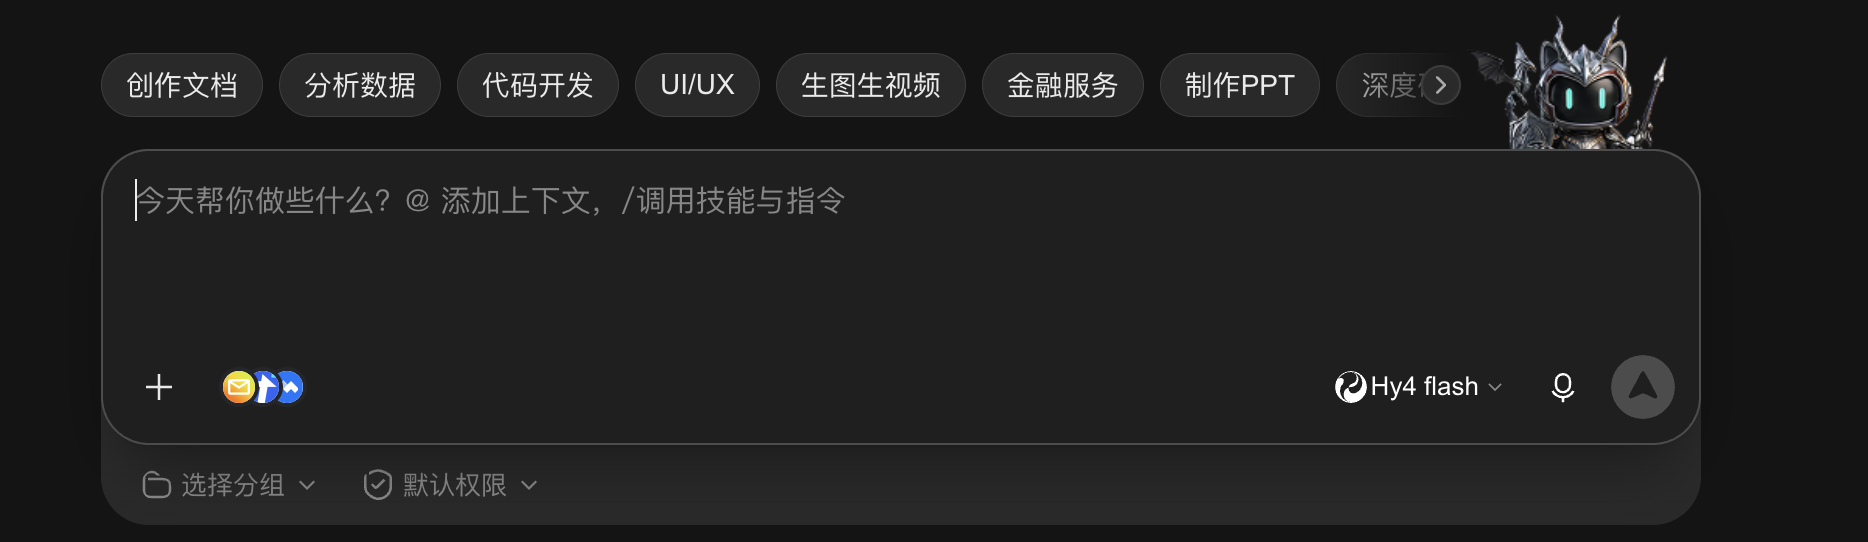 创作文档 分析数据 代码开发 UI/UX 生图生视频 金融服务 制作PPT 深度
今天帮你做些什么？@ 添加上下文，/调用技能与指令
Hy4 flash
选择分组 默认权限